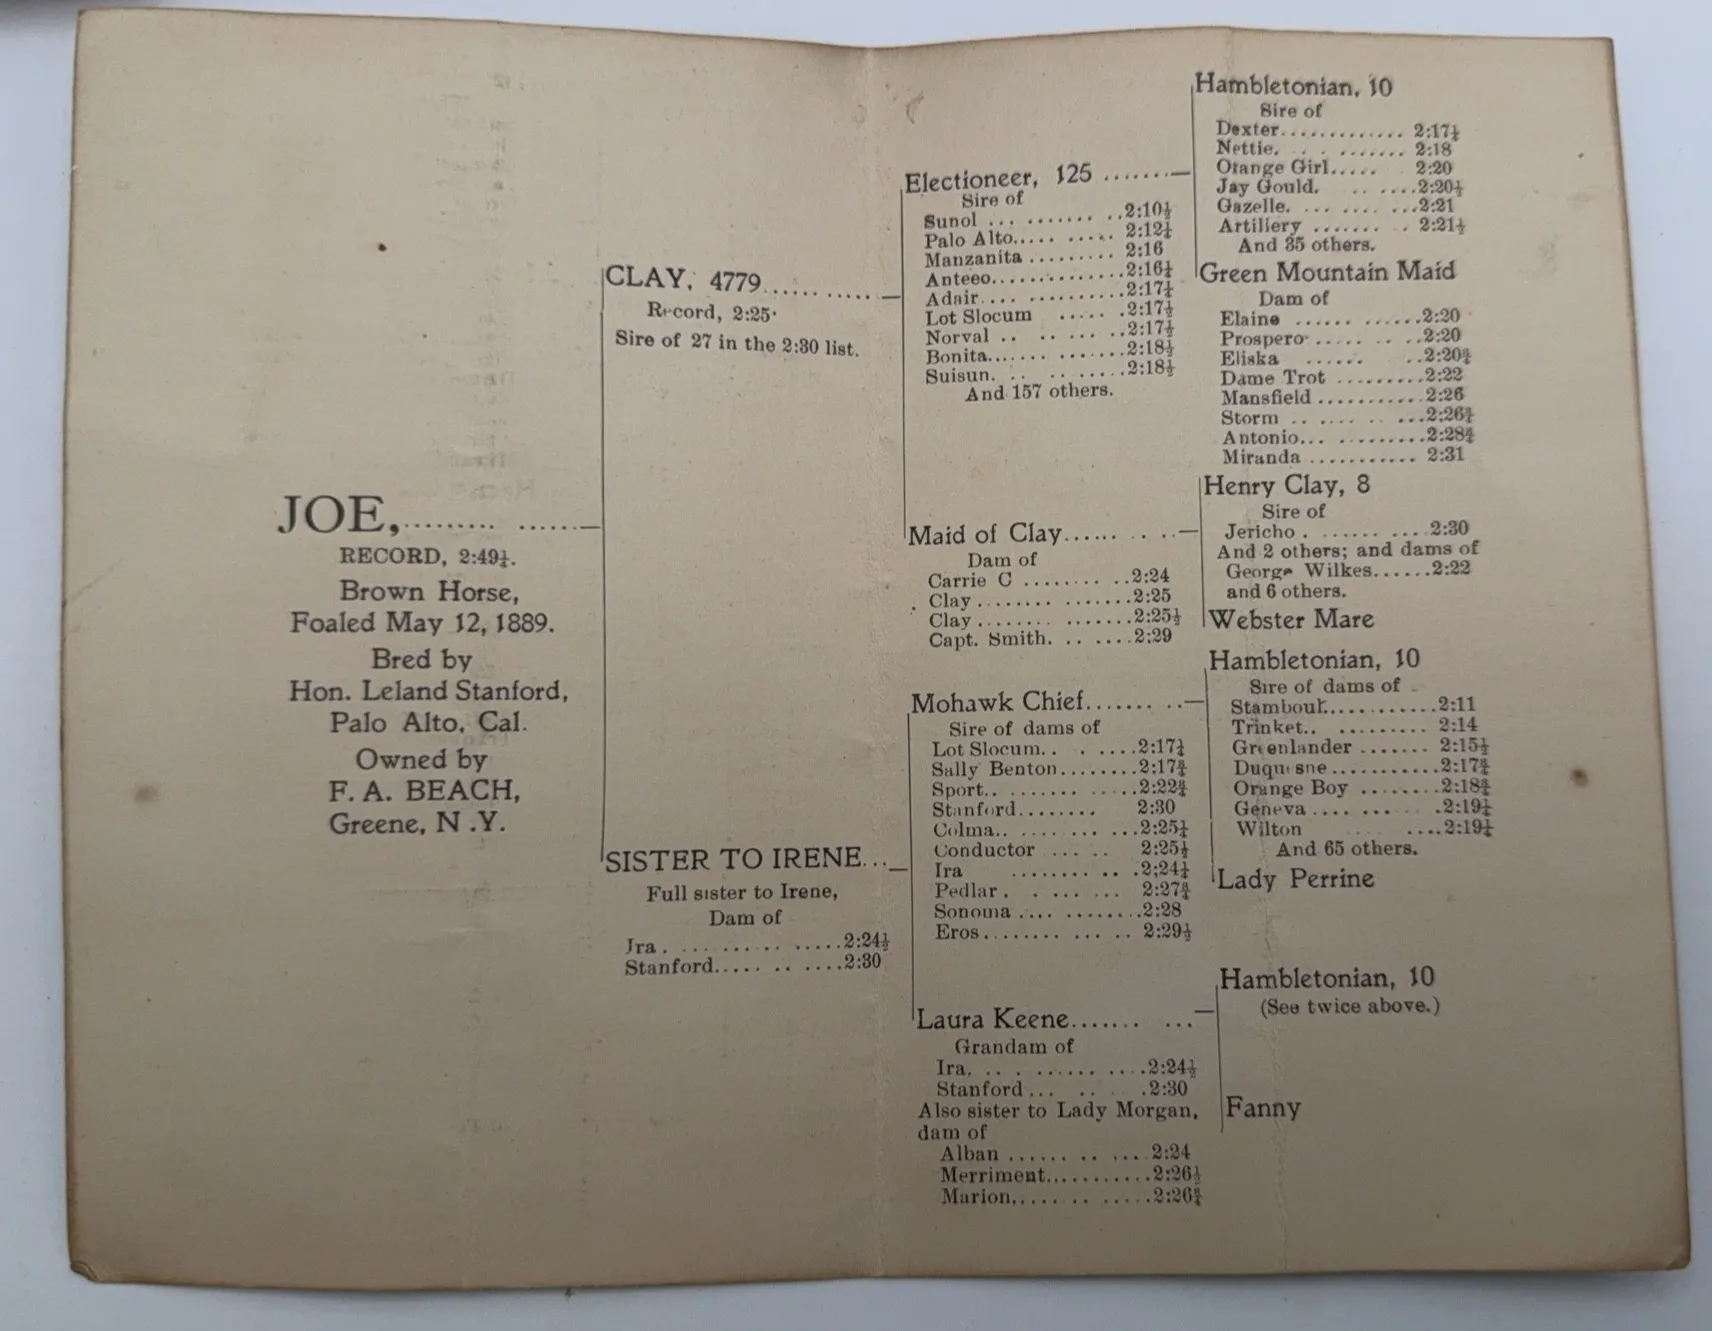 JOE,......... ......
RECORD, 2:49¼.
Brown Horse,
Foaled May 12, 1889.
Bred by
Hon. Leland Stanford,
Palo Alto, Cal.
Owned by
F. A. BEACH,
Greene, N .Y.
CLAY, 4779...............
Record, 2:25·
Sire of 27 in the 2:30 list.
SISTER TO IRENE...
Full sister to Irene,
Dam of
Ira . .......... ......2:24½
Stanford..... .. ....2:30
Electioneer, 125 .......
Sire of
Sunol ... ....... ..2:10½
Palo Alto..... ..... 2:12¼
Manzanita ......... 2:16
Anteeo..............2:16¼
Adair.... ..........2:17¼
Lot Slocum ..... .2:17½
Norval .. .. .... ..2:17½
Bonita...... .......2:18½
Suisun. .. .. ......2:18½
And 157 others.
Maid of Clay...... .. .
Dam of
Carrie C ........ ..2:24
Clay ........ .......2:25
Clay ........ .......2:25½
Capt. Smith. .. ....2:29
Mohawk Chief....... ..
Sire of dams of
Lot Slocum.. . ....2:17¼
Sally Benton........2:17¾
Sport.. ...... .....2:22¾
Stanford........ 2:30
Colma.. ........ ...2:25¼
Conductor .... .. 2:25½
Ira ........ .. .2:24¼
Pedlar . . ... ... 2:27¾
Sonoma .... ........2:28
Eros........ ... .. 2:29½
Laura Keene....... ...
Grandam of
Ira. .. . ...... ....2:24½
Stanford ... .. .2:30
Also sister to Lady Morgan,
dam of
Alban ...... .. ....2:24
Merriment...........2:26½
Marion..... .. .....2:26¾
Hambletonian, 10
Sire of
Dexter............. 2:17¼
Nettie. . . ....... 2:18
Orange Girl..... 2:20
Jay Gould. .. ....2:20½
Gazelle. ... .... ...2:21
Artillery ....... . 2:21½
And 35 others.
Green Mountain Maid
Dam of
Elaine ...... ......2:20
Prospero ..... .. ..2:20
Eliska ...... ..2:20¾
Dame Trot .........2:22
Mansfield ...........2:26
Storm .. ..... . ...2:26¾
Antonio... .........2:28¾
Miranda ........... 2:31
Henry Clay, 8
Sire of
Jericho . ....... ....2:30
And 2 others; and dams of
George Wilkes......2:22
and 6 others.
Webster Mare
Hambletonian, 10
Sire of dams of
Stamboul...........2:11
Trinket.. ......... 2:14
Greenlander ....... 2:15½
Duquesne...........2:17¾
Orange Boy ........2:18¾
Geneva .... .... .2:19¼
Wilton ....2:19¼
And 65 others.
Lady Perrine
Hambletonian, 10
(See twice above.)
Fanny